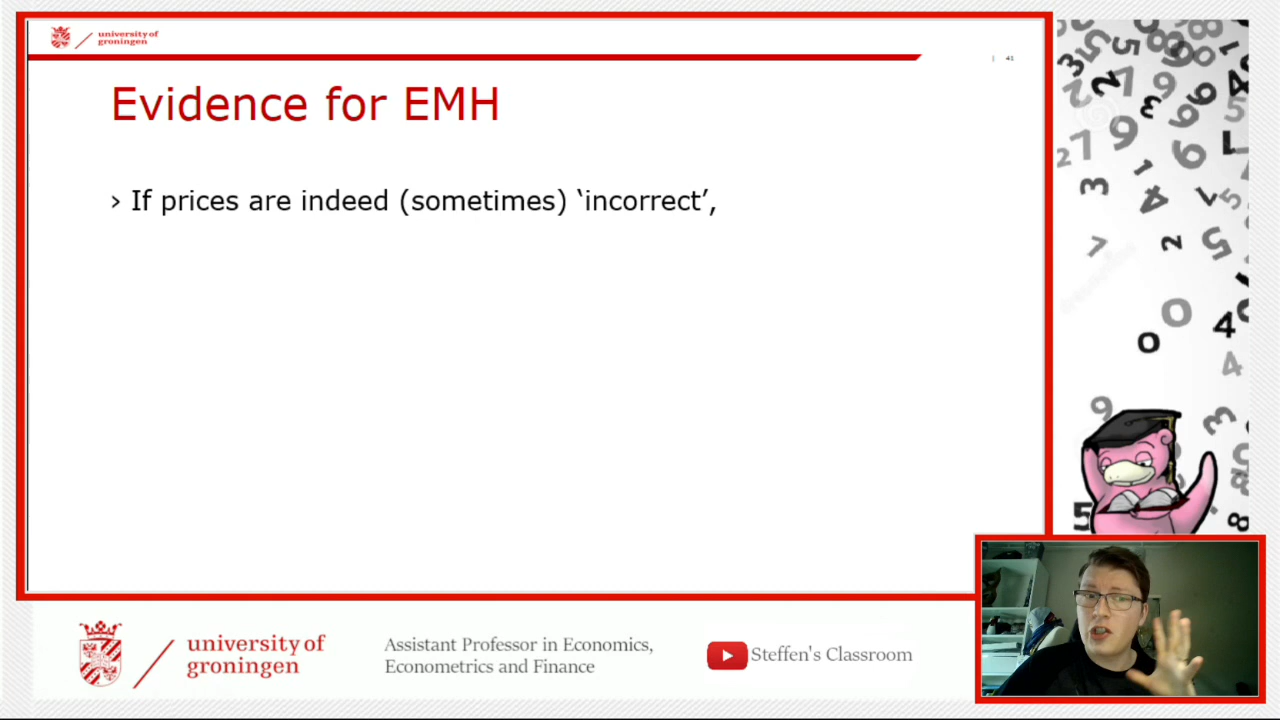 university of
groningen
| 41
Evidence for EMH
› If prices are indeed (sometimes) ‘incorrect’,
university of
groningen
Assistant Professor in Economics,
Econometrics and Finance
Steffen's Classroom